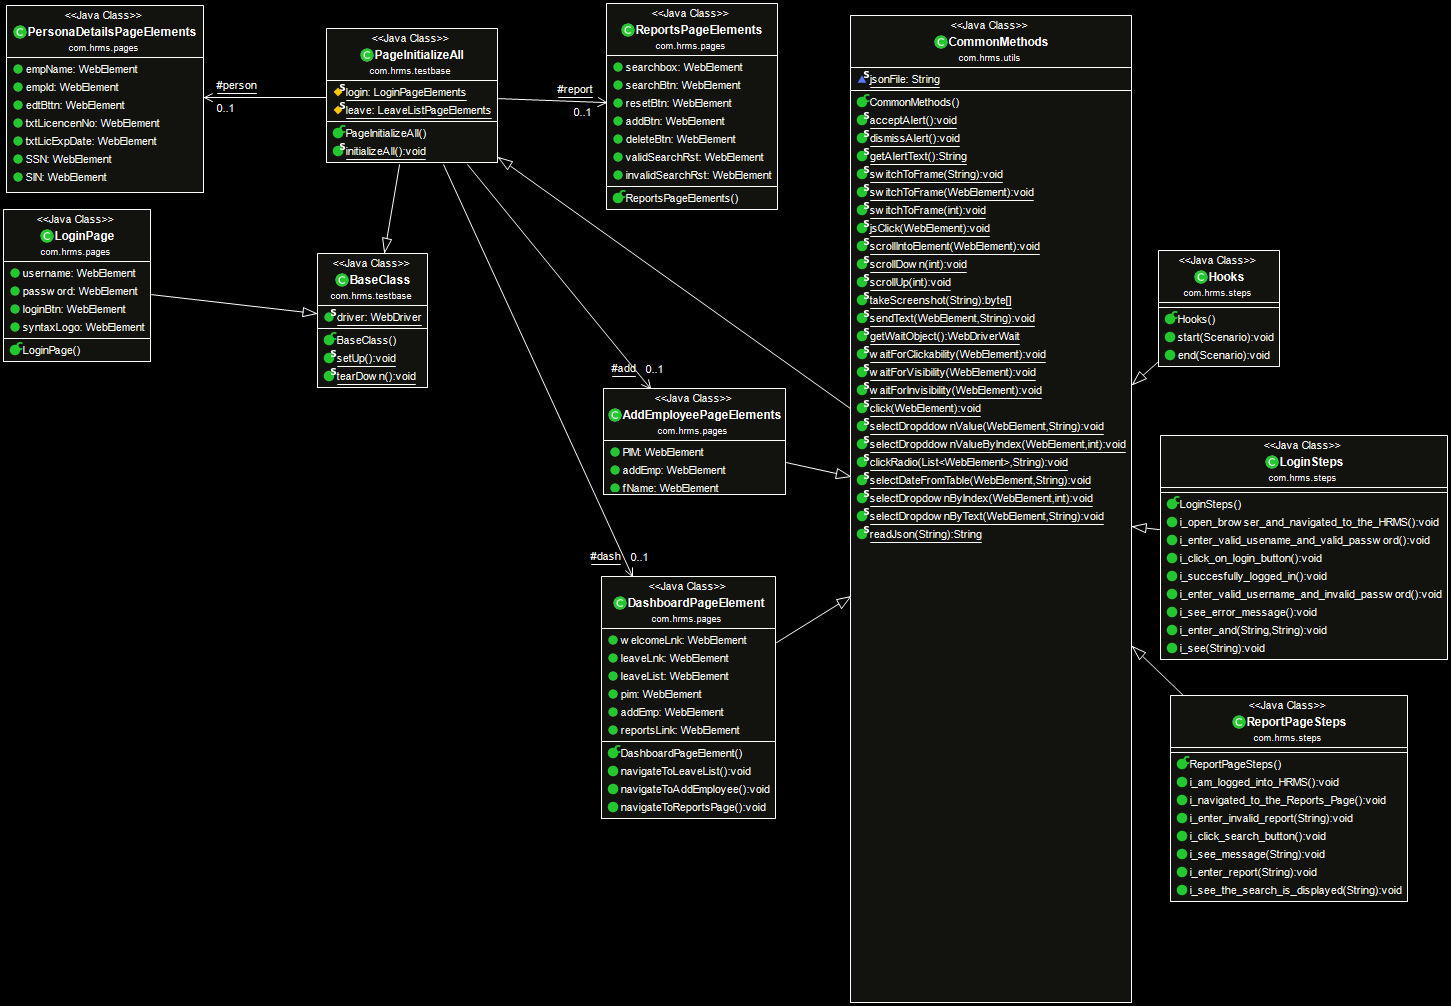 <<Java Class>>
PersonaDetailsPageElements
com.hrms.pages
empName: WebElement
empId: WebElement
edtBttn: WebElement
txtLicencenNo: WebElement
txtLicExpDate: WebElement
SSN: WebElement
SIN: WebElement
<<Java Class>>
LoginPage
com.hrms.pages
username: WebElement
password: WebElement
loginBtn: WebElement
syntaxLogo: WebElement
LoginPage()
<<Java Class>>
PageInitializeAll
com.hrms.testbase
login: LoginPageElements
leave: LeaveListPageElements
PageInitializeAll()
initializeAll():void
#person
0..1
#report
0..1
<<Java Class>>
BaseClass
com.hrms.testbase
driver: WebDriver
BaseClass()
setUp():void
tearDown():void
<<Java Class>>
ReportsPageElements
com.hrms.pages
searchbox: WebElement
searchBtn: WebElement
resetBtn: WebElement
addBtn: WebElement
deleteBtn: WebElement
validSearchRst: WebElement
invalidSearchRst: WebElement
ReportsPageElements()
#add 0..1
<<Java Class>>
AddEmployeePageElements
com.hrms.pages
PIM: WebElement
addEmp: WebElement
fName: WebElement
#dash 0..1
<<Java Class>>
DashboardPageElement
com.hrms.pages
welcomeLnk: WebElement
leaveLnk: WebElement
leaveList: WebElement
pim: WebElement
addEmp: WebElement
reportsLink: WebElement
DashboardPageElement()
navigateToLeaveList():void
navigateToAddEmployee():void
navigateToReportsPage():void
<<Java Class>>
CommonMethods
com.hrms.utils
jsonFile: String
CommonMethods()
acceptAlert():void
dismissAlert():void
getAlertText():String
switchToFrame(String):void
switchToFrame(WebElement):void
switchToFrame(int):void
jsClick(WebElement):void
scrollIntoElement(WebElement):void
scrollDown(int):void
scrollUp(int):void
takeScreenshot(String):byte[]
sendText(WebElement,String):void
getWaitObject():WebDriverWait
waitForClickability(WebElement):void
waitForVisibility(WebElement):void
waitForInvisibility(WebElement):void
click(WebElement):void
selectDropddownValue(WebElement,String):void
selectDropddownValueByIndex(WebElement,int):void
clickRadio(List<WebElement>,String):void
selectDateFromTable(WebElement,String):void
selectDropdownByIndex(WebElement,int):void
selectDropdownByText(WebElement,String):void
readJson(String):String
<<Java Class>>
Hooks
com.hrms.steps
Hooks()
start(Scenario):void
end(Scenario):void
<<Java Class>>
LoginSteps
com.hrms.steps
LoginSteps()
i_open_browser_and_navigated_to_the_HRMS():void
i_enter_valid_usename_and_valid_password():void
i_click_on_login_button():void
i_succesfully_logged_in():void
i_enter_valid_username_and_invalid_password():void
i_see_error_message():void
i_enter_and(String,String):void
i_see(String):void
<<Java Class>>
ReportPageSteps
com.hrms.steps
ReportPageSteps()
i_am_logged_into_HRMS():void
i_navigated_to_the_Reports_Page():void
i_enter_invalid_report(String):void
i_click_search_button():void
i_see_message(String):void
i_enter_report(String):void
i_see_the_search_is_displayed(String):void